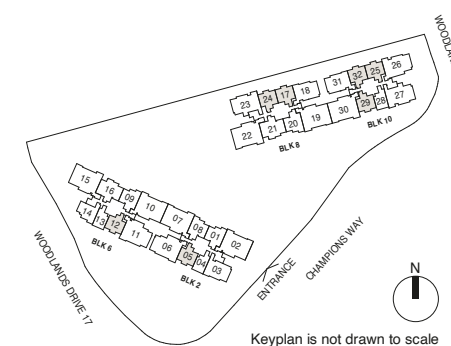 WOODLAN
23 24 17 18 31 32 25 26
22 21 20 19 30 29 28 27
BLK 8
BLK 10
15 16 09 10 07 08 01 02
14 13 12 11 06 05 04 03
BLK 6
BLK 2
WOODLANDS DRIVE 17
ENTRANCE
CHAMPIONS WAY
N
Keyplan is not drawn to scale